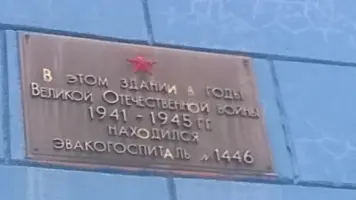 В ЭТОМ ЗДАНИИ В ГОДЫ
ВЕЛИКОЙ ОТЕЧЕСТВЕННОЙ ВОЙНЫ
1941 - 1945 ГГ.
НАХОДИЛСЯ
ЭВАКОГОСПИТАЛЬ № 1446